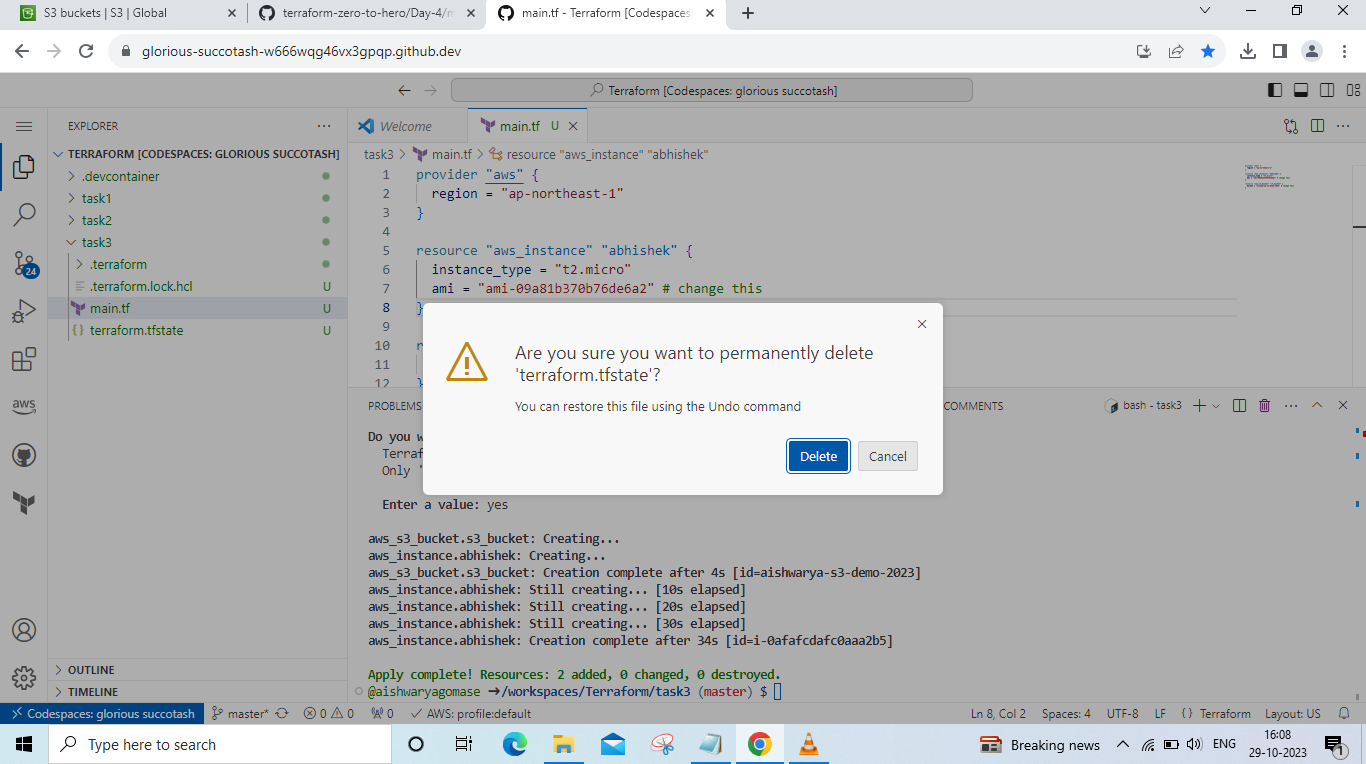 S3 buckets | S3 | Global
terraform-zero-to-hero/Day-4/m
main.tf - Terraform [Codespaces:
glorious-succotash-w666wqg46vx3gpqp.github.dev
Terraform [Codespaces: glorious succotash]
EXPLORER
TERRAFORM [CODESPACES: GLORIOUS SUCCOTASH]
.devcontainer
task1
task2
task3
.terraform
.terraform.lock.hcl U
main.tf U
terraform.tfstate U
OUTLINE
TIMELINE
24
aws
Welcome
main.tf U
task3 > main.tf > resource "aws_instance" "abhishek"
1 provider "aws" {
2 region = "ap-northeast-1"
3 }
4
5 resource "aws_instance" "abhishek" {
6 instance_type = "t2.micro"
7 ami = "ami-09a81b370b76de6a2" # change this
8 }
9
10 r
11
12 }
Are you sure you want to permanently delete
'terraform.tfstate'?
You can restore this file using the Undo command
Delete
Cancel
PROBLEMS
COMMENTS
bash - task3
Do you w
Terraf
Only '
Enter a value: yes
aws_s3_bucket.s3_bucket: Creating...
aws_instance.abhishek: Creating...
aws_s3_bucket.s3_bucket: Creation complete after 4s [id=aishwarya-s3-demo-2023]
aws_instance.abhishek: Still creating... [10s elapsed]
aws_instance.abhishek: Still creating... [20s elapsed]
aws_instance.abhishek: Still creating... [30s elapsed]
aws_instance.abhishek: Creation complete after 34s [id=i-0afafcdafc0aaa2b5]
Apply complete! Resources: 2 added, 0 changed, 0 destroyed.
@aishwaryagomase →/workspaces/Terraform/task3 (master) $
Codespaces: glorious succotash
master*
0 0
0
AWS: profile:default
Ln 8, Col 2
Spaces: 4
UTF-8
LF
{ } Terraform
Layout: US
Type here to search
Breaking news
ENG
16:08
29-10-2023
1